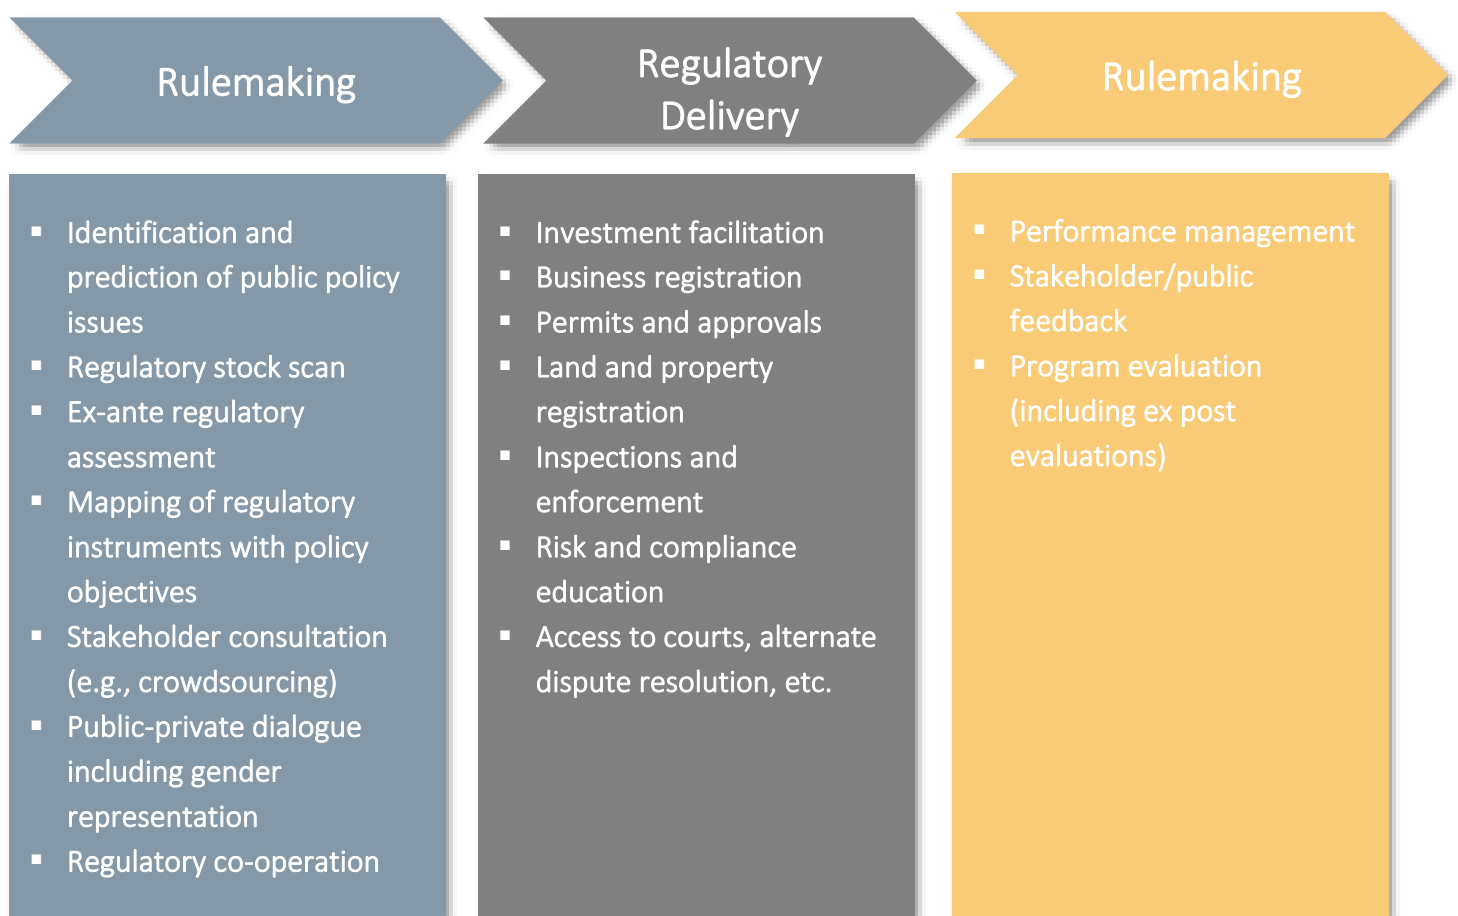 Rulemaking
▪ Identification and
prediction of public policy
issues
▪ Regulatory stock scan
▪ Ex-ante regulatory
assessment
▪ Mapping of regulatory
instruments with policy
objectives
▪ Stakeholder consultation
(e.g., crowdsourcing)
▪ Public-private dialogue
including gender
representation
▪ Regulatory co-operation
Regulatory
Delivery
▪ Investment facilitation
▪ Business registration
▪ Permits and approvals
▪ Land and property
registration
▪ Inspections and
enforcement
▪ Risk and compliance
education
▪ Access to courts, alternate
dispute resolution, etc.
Rulemaking
▪ Performance management
▪ Stakeholder/public
feedback
▪ Program evaluation
(including ex post
evaluations)